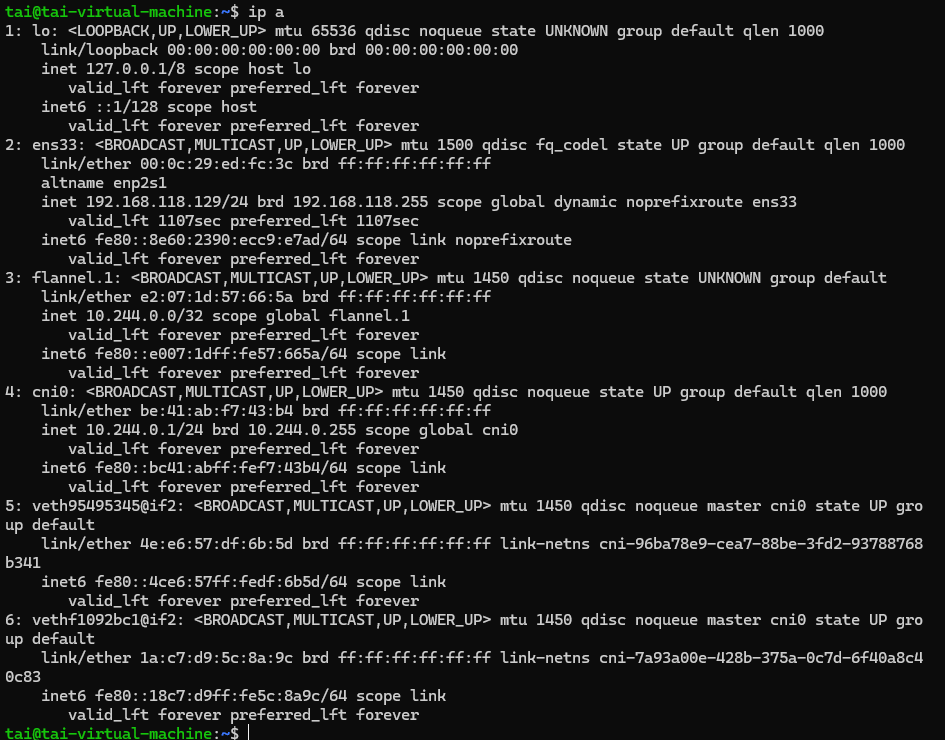 tai@tai-virtual-machine:~$ ip a
1: lo: <LOOPBACK,UP,LOWER_UP> mtu 65536 qdisc noqueue state UNKNOWN group default qlen 1000
    link/loopback 00:00:00:00:00:00 brd 00:00:00:00:00:00
    inet 127.0.0.1/8 scope host lo
       valid_lft forever preferred_lft forever
    inet6 ::1/128 scope host
       valid_lft forever preferred_lft forever
2: ens33: <BROADCAST,MULTICAST,UP,LOWER_UP> mtu 1500 qdisc fq_codel state UP group default qlen 1000
    link/ether 00:0c:29:ed:fc:3c brd ff:ff:ff:ff:ff:ff
    altname enp2s1
    inet 192.168.118.129/24 brd 192.168.118.255 scope global dynamic noprefixroute ens33
       valid_lft 1107sec preferred_lft 1107sec
    inet6 fe80::8e60:2390:ecc9:e7ad/64 scope link noprefixroute
       valid_lft forever preferred_lft forever
3: flannel.1: <BROADCAST,MULTICAST,UP,LOWER_UP> mtu 1450 qdisc noqueue state UNKNOWN group default
    link/ether e2:07:1d:57:66:5a brd ff:ff:ff:ff:ff:ff
    inet 10.244.0.0/32 scope global flannel.1
       valid_lft forever preferred_lft forever
    inet6 fe80::e007:1dff:fe57:665a/64 scope link
       valid_lft forever preferred_lft forever
4: cni0: <BROADCAST,MULTICAST,UP,LOWER_UP> mtu 1450 qdisc noqueue state UP group default qlen 1000
    link/ether be:41:ab:f7:43:b4 brd ff:ff:ff:ff:ff:ff
    inet 10.244.0.1/24 brd 10.244.0.255 scope global cni0
       valid_lft forever preferred_lft forever
    inet6 fe80::bc41:abff:fef7:43b4/64 scope link
       valid_lft forever preferred_lft forever
5: veth95495345@if2: <BROADCAST,MULTICAST,UP,LOWER_UP> mtu 1450 qdisc noqueue master cni0 state UP gro
up default
    link/ether 4e:e6:57:df:6b:5d brd ff:ff:ff:ff:ff:ff link-netns cni-96ba78e9-cea7-88be-3fd2-93788768
b341
    inet6 fe80::4ce6:57ff:fedf:6b5d/64 scope link
       valid_lft forever preferred_lft forever
6: vethf1092bc1@if2: <BROADCAST,MULTICAST,UP,LOWER_UP> mtu 1450 qdisc noqueue master cni0 state UP gro
up default
    link/ether 1a:c7:d9:5c:8a:9c brd ff:ff:ff:ff:ff:ff link-netns cni-7a93a00e-428b-375a-0c7d-6f40a8c4
0c83
    inet6 fe80::18c7:d9ff:fe5c:8a9c/64 scope link
       valid_lft forever preferred_lft forever
tai@tai-virtual-machine:~$